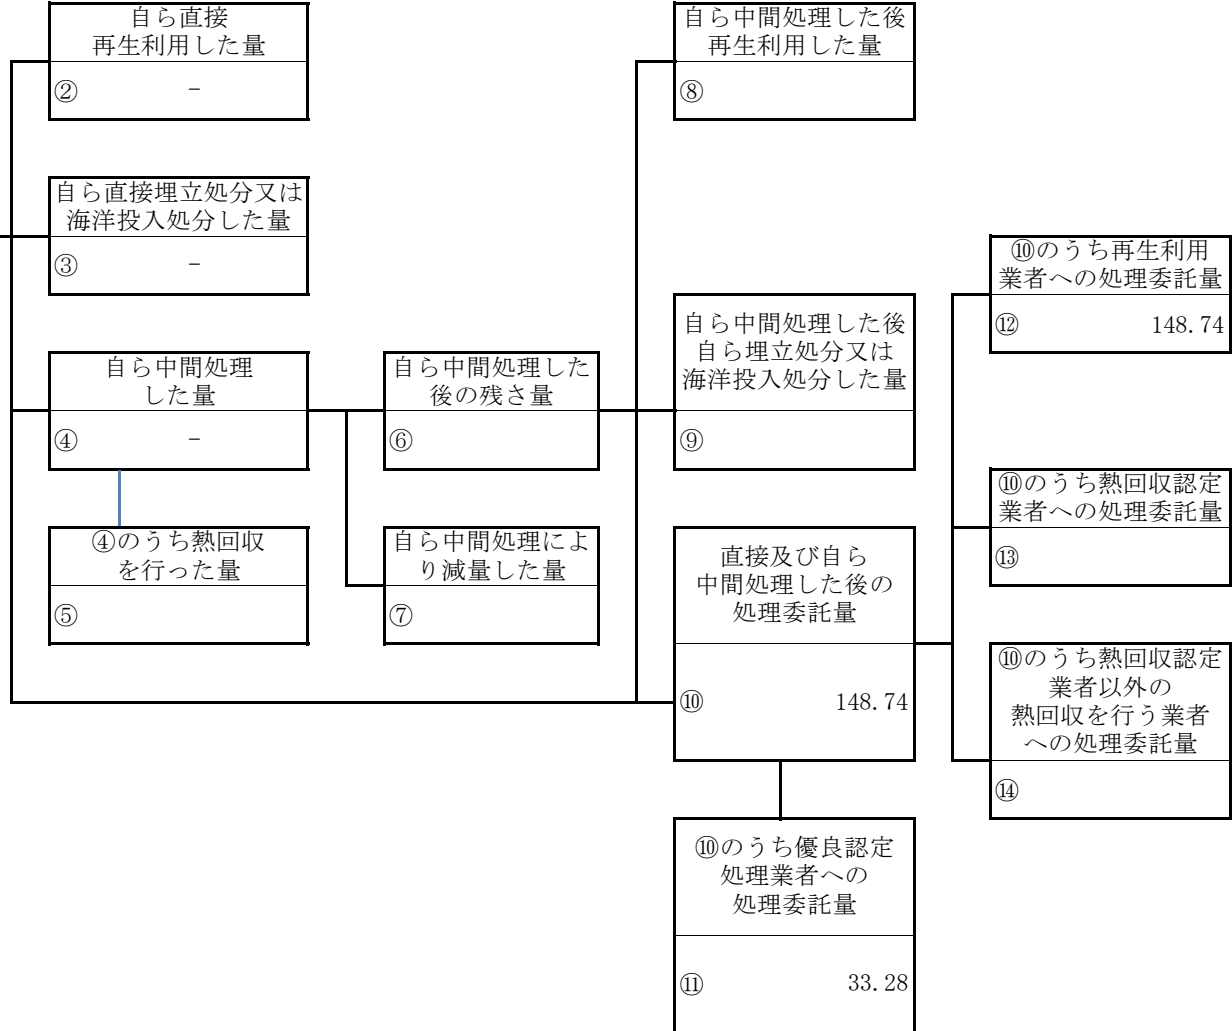 自ら直接
再生利用した量
② －
自ら直接埋立処分又は
海洋投入処分した量
③ －
自ら中間処理
した量
④ －
④のうち熱回収
を行った量
⑤
自ら中間処理した
後の残さ量
⑥
自ら中間処理によ
り減量した量
⑦
自ら中間処理した後
再生利用した量
⑧
自ら中間処理した後
自ら埋立処分又は
海洋投入処分した量
⑨
直接及び自ら
中間処理した後の
処理委託量
⑩ 148.74
⑩のうち優良認定
処理業者への
処理委託量
⑪ 33.28
⑩のうち再生利用
業者への処理委託量
⑫ 148.74
⑩のうち熱回収認定
業者への処理委託量
⑬
⑩のうち熱回収認定
業者以外の
熱回収を行う業者
への処理委託量
⑭